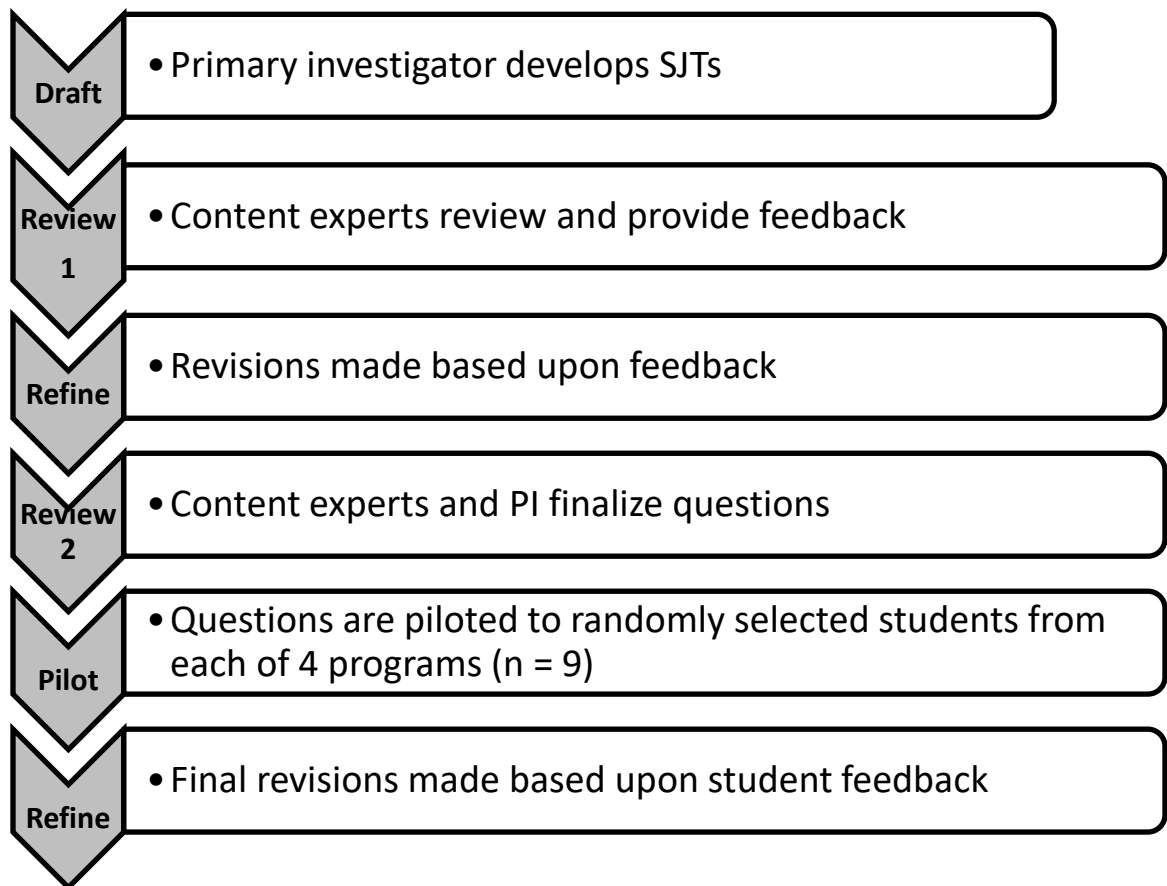 Draft
• Primary investigator develops SJTs
Review
1
• Content experts review and provide feedback
Refine
• Revisions made based upon feedback
Review
2
• Content experts and PI finalize questions
Pilot
• Questions are piloted to randomly selected students from
each of 4 programs (n = 9)
Refine
• Final revisions made based upon student feedback